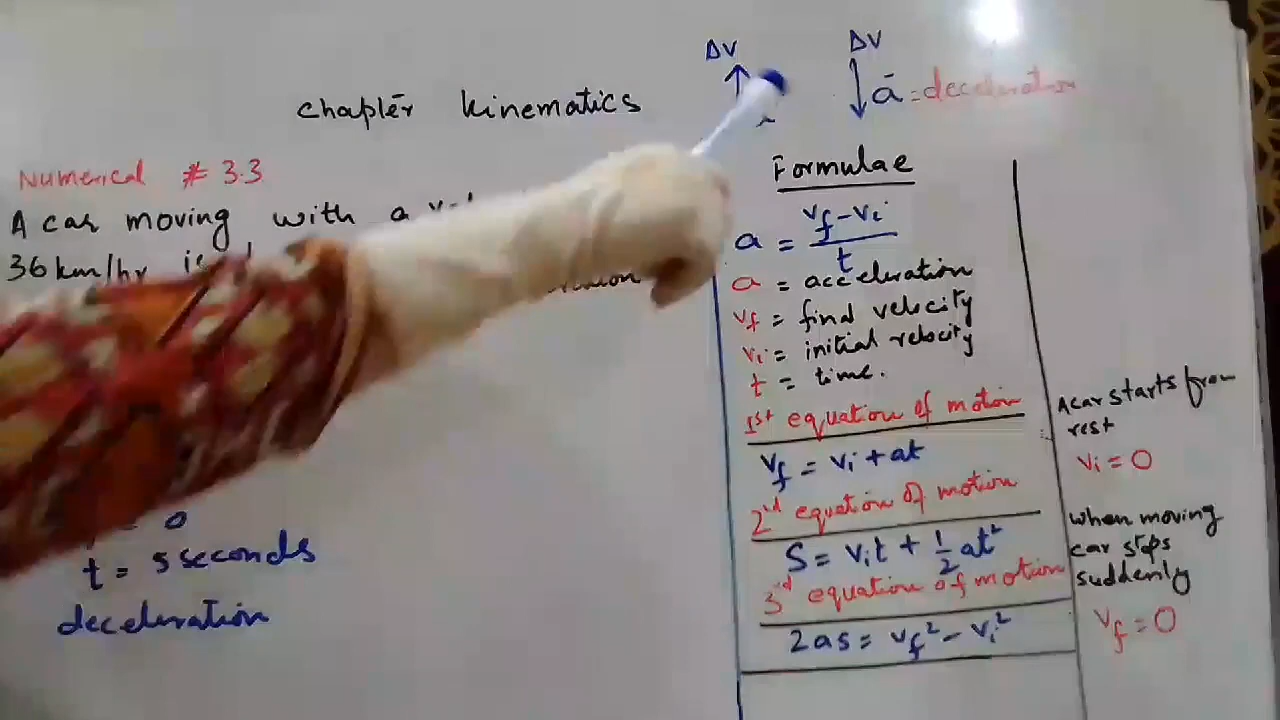 Chapter Kinematics
Numerical # 3.3
A car moving with a
36 km/hr
= 0
t = 5 seconds
deceleration
ΔV
ΔV
ā = deceleration
Formulae
a = vf - vi / t
a = acceleration
vf = final velocity
vi = initial velocity
t = time.
1st equation of motion
vf = vi + at
2nd equation of motion
S = vit + 1/2 at²
3rd equation of motion
2as = vf² - vi²
A car starts from
rest
vi = 0
when moving
car stops
suddenly
vf = 0